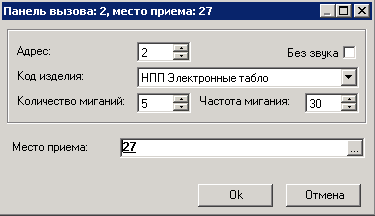 Панель вызова: 2, место приема: 27
Адрес: 2 Без звука
Код изделия: НПП Электронные табло
Количество миганий: 5 Частота мигания: 30
Место приема: 27 ...
Ok Отмена